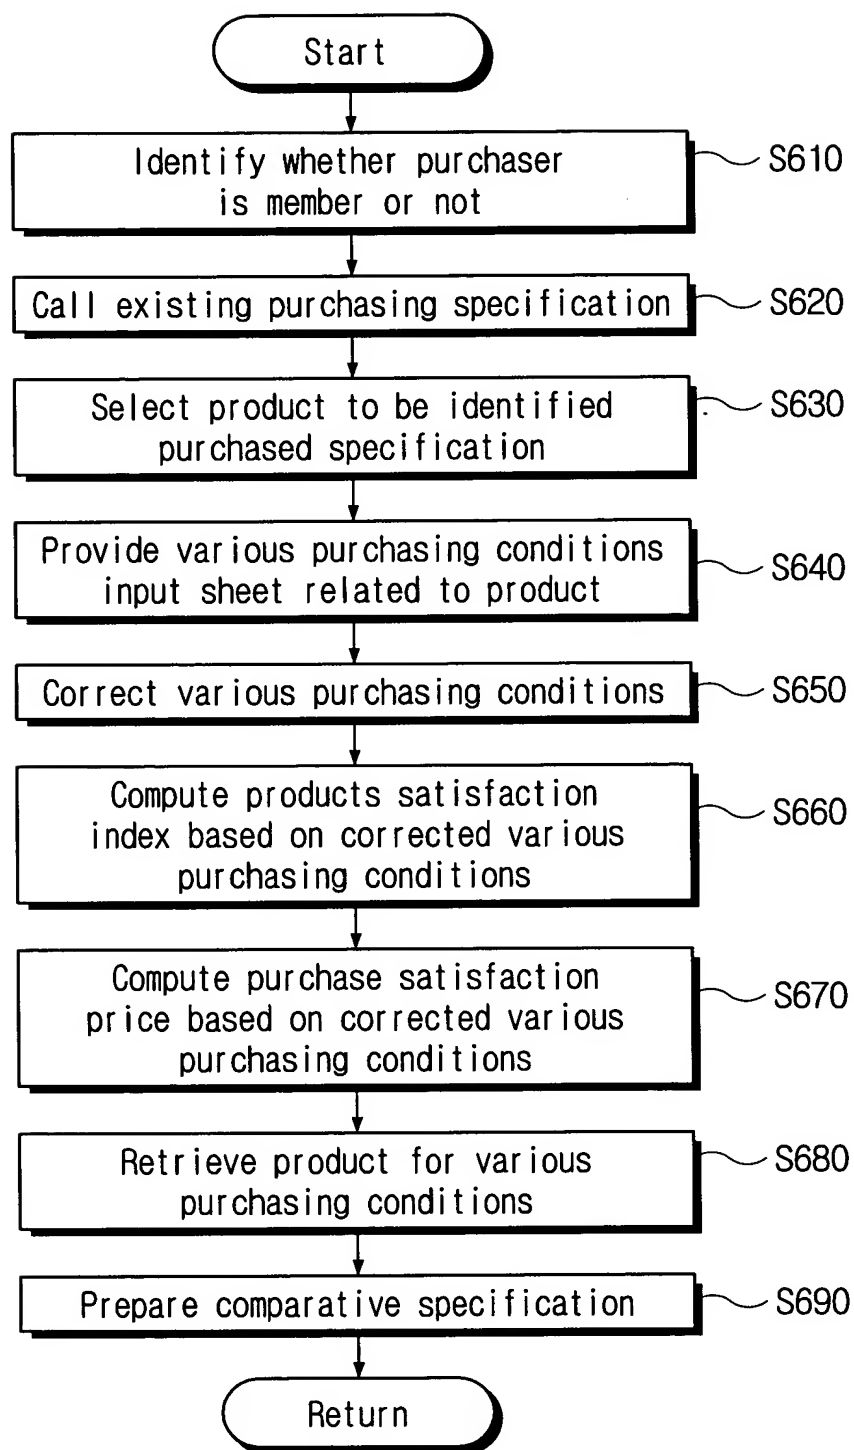 Start
Identify whether purchaser
is member or not
S610
Call existing purchasing specification
S620
Select product to be identified
purchased specification
S630
Provide various purchasing conditions
input sheet related to product
S640
Correct various purchasing conditions
S650
Compute products satisfaction
index based on corrected various
purchasing conditions
S660
Compute purchase satisfaction
price based on corrected various
purchasing conditions
S670
Retrieve product for various
purchasing conditions
S680
Prepare comparative specification
S690
Return